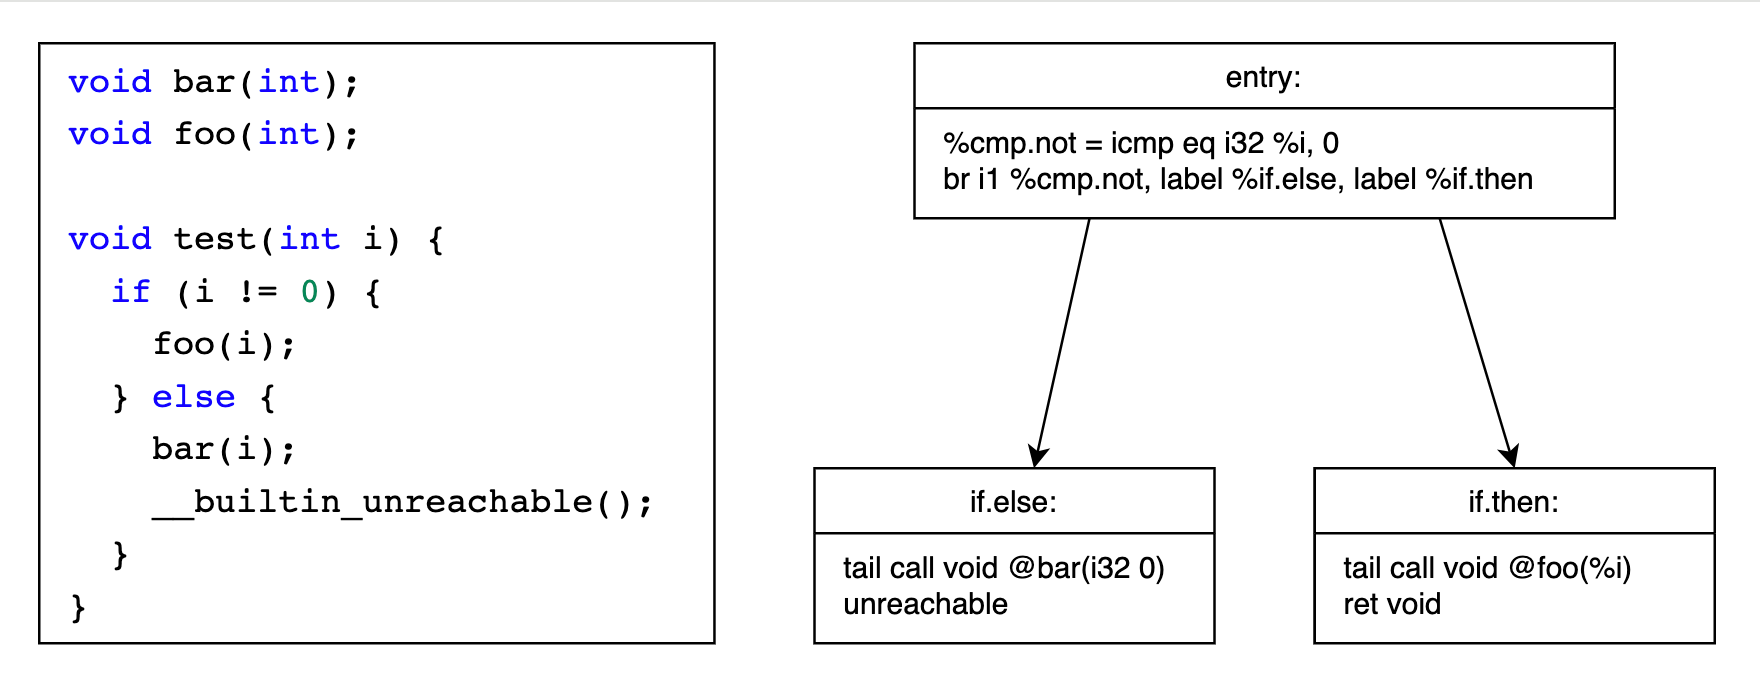 void bar(int);
void foo(int);
void test(int i) {
if (i != 0) {
foo(i);
} else {
bar(i);
__builtin_unreachable();
}
}
entry:
%cmp.not = icmp eq i32 %i, 0
br i1 %cmp.not, label %if.else, label %if.then
if.else:
tail call void @bar(i32 0)
unreachable
if.then:
tail call void @foo(%i)
ret void